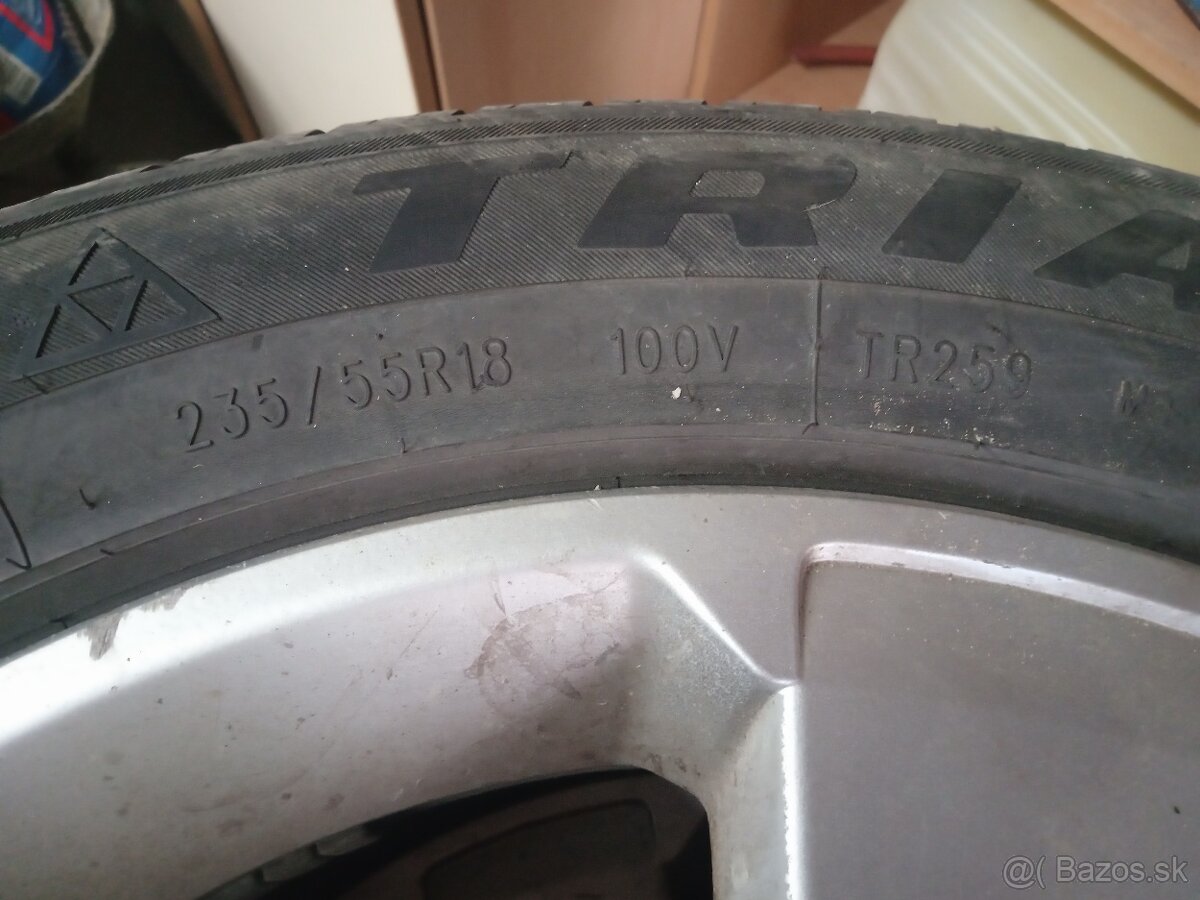 TRIA
235/55R18 100V TR259
@( Bazos.sk